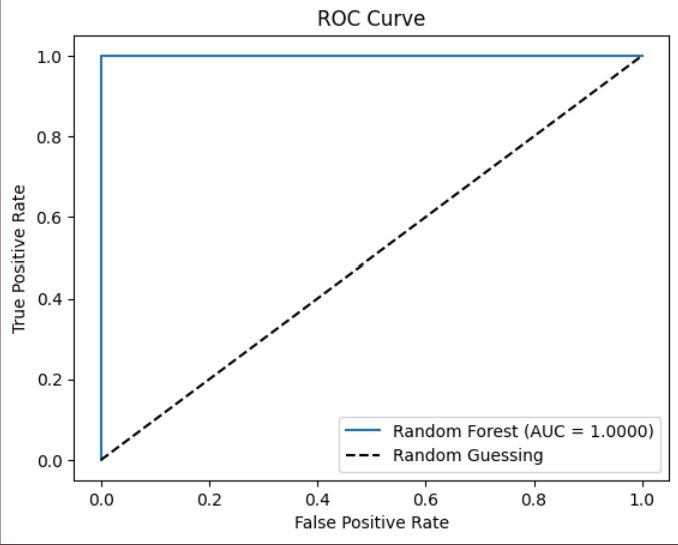 ROC Curve
True Positive Rate
1.0
0.8
0.6
0.4
0.2
0.0
Random Forest (AUC = 1.0000)
Random Guessing
0.0 0.2 0.4 0.6 0.8 1.0
False Positive Rate